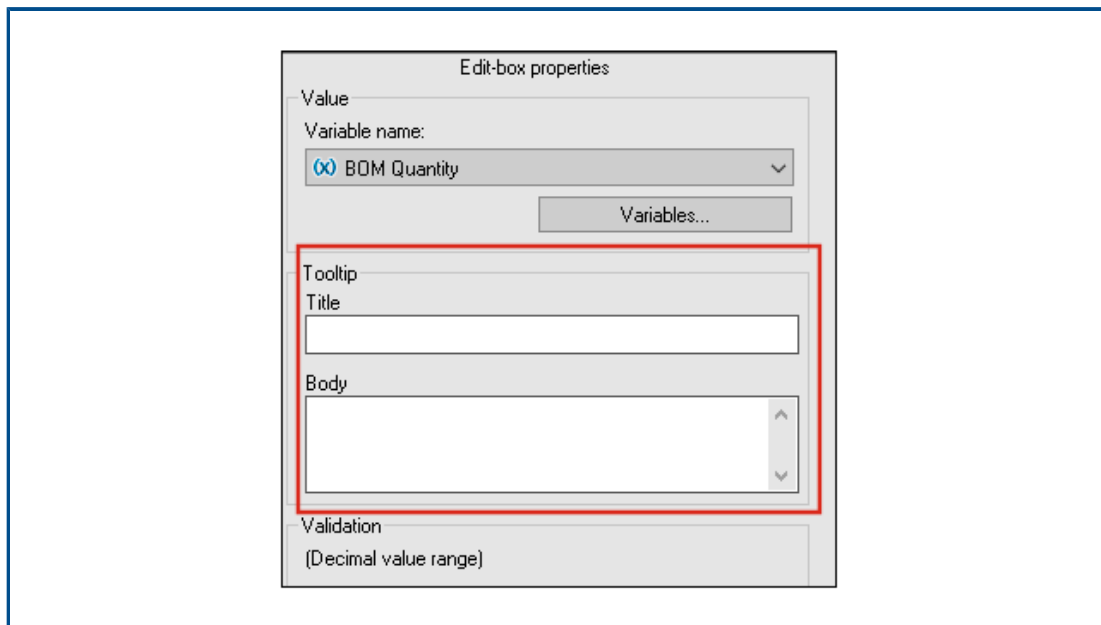 Edit-box properties
Value
Variable name:
(x) BOM Quantity
Variables...
Tooltip
Title
Body
Validation
(Decimal value range)